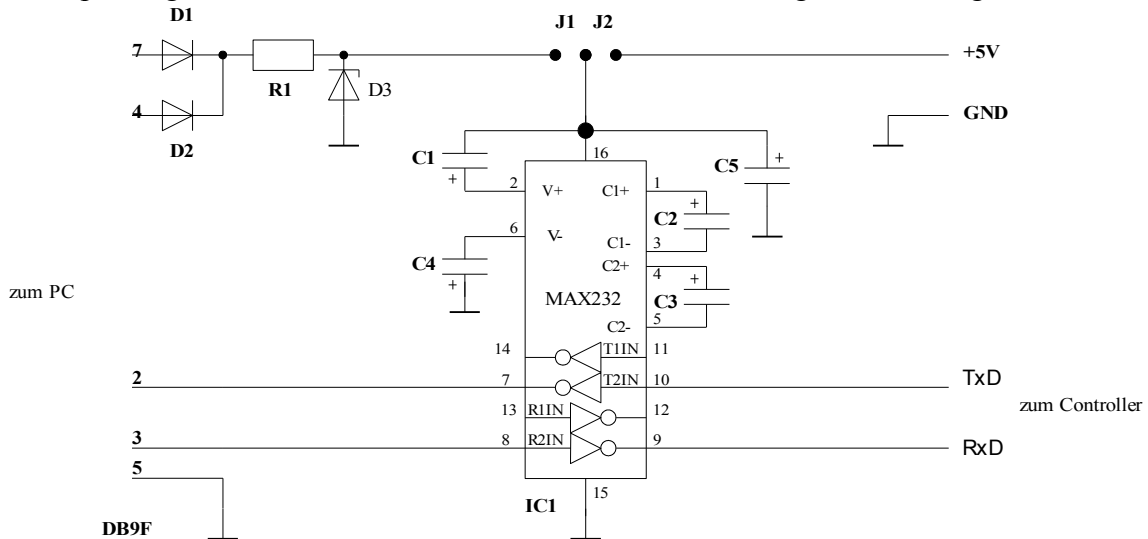 D1 J1 J2
7 +5V
R1 D3
4 GND
D2
C1 16 C5
+ +
2 V+ C1+ 1
+ +
C2
6 V- C1- 3
C4 C2+ 4
+ +
zum PC MAX232 C3
C2- 5
14 T1IN 11
2 7 T2IN 10 TxD
zum Controller
13 R1IN 12
3 8 R2IN 9 RxD
5
IC1 15
DB9F